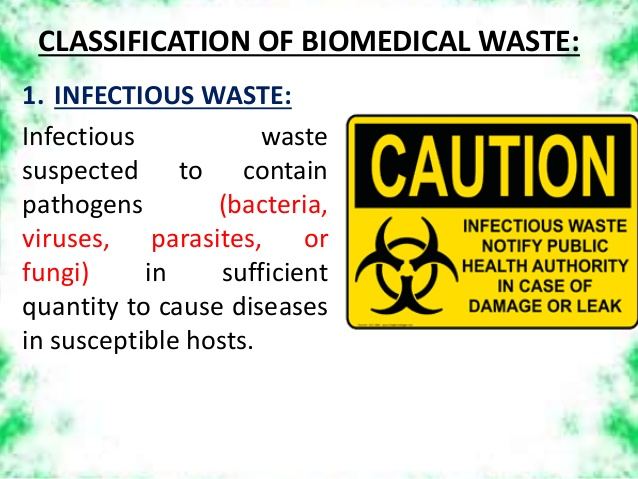 CLASSIFICATION OF BIOMEDICAL WASTE:
1. INFECTIOUS WASTE:
Infectious waste
suspected to contain
pathogens (bacteria,
viruses, parasites, or
fungi) in sufficient
quantity to cause diseases
in susceptible hosts.
CAUTION
INFECTIOUS WASTE
NOTIFY PUBLIC
HEALTH AUTHORITY
IN CASE OF
DAMAGE OR LEAK